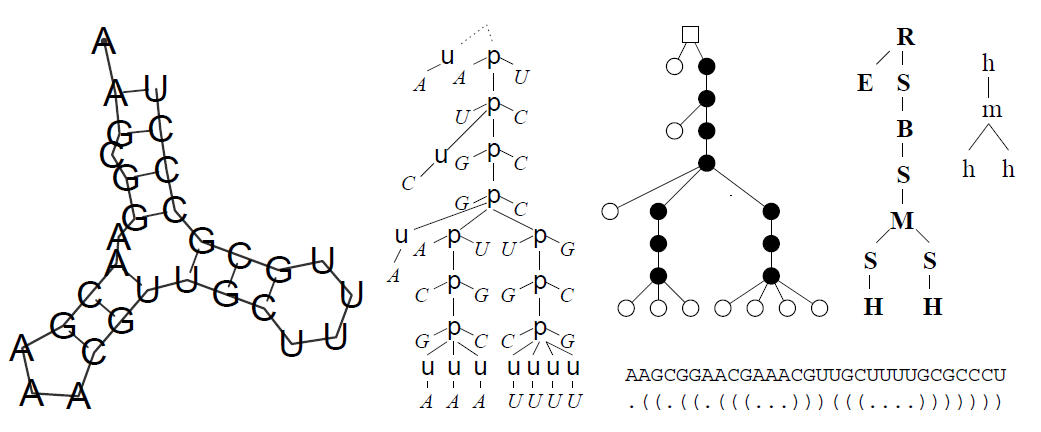 A
A U
G C
C
G C
G C
A G C
A G U
C U U G U
G G C
A C U U
A A
u p
A A U
U p C
u G p C
C
G p C
u A p U U p G
A
C p G G p C
G p C C p G
u u u u u u u
A A A U U U U
R
E S
B
S
M
S S
H H
h
m
h h
AAGCGGAACGAAACGUUGCUUUUGCGCCCU
.((.((.(((...)))(((....)))))))